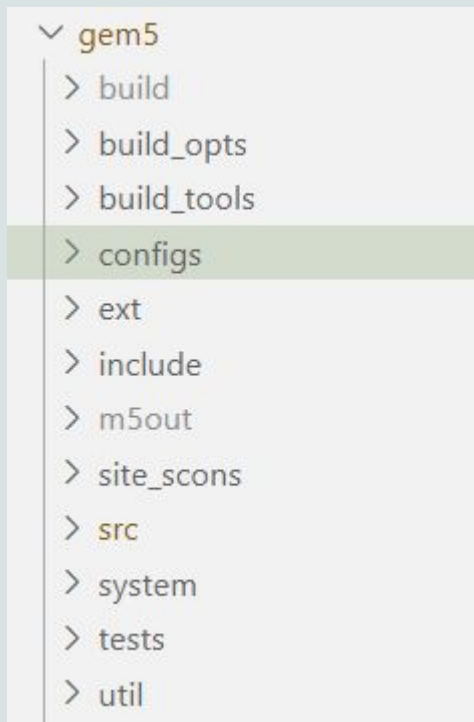 gem5
build
build_opts
build_tools
configs
ext
include
m5out
site_scons
src
system
tests
util